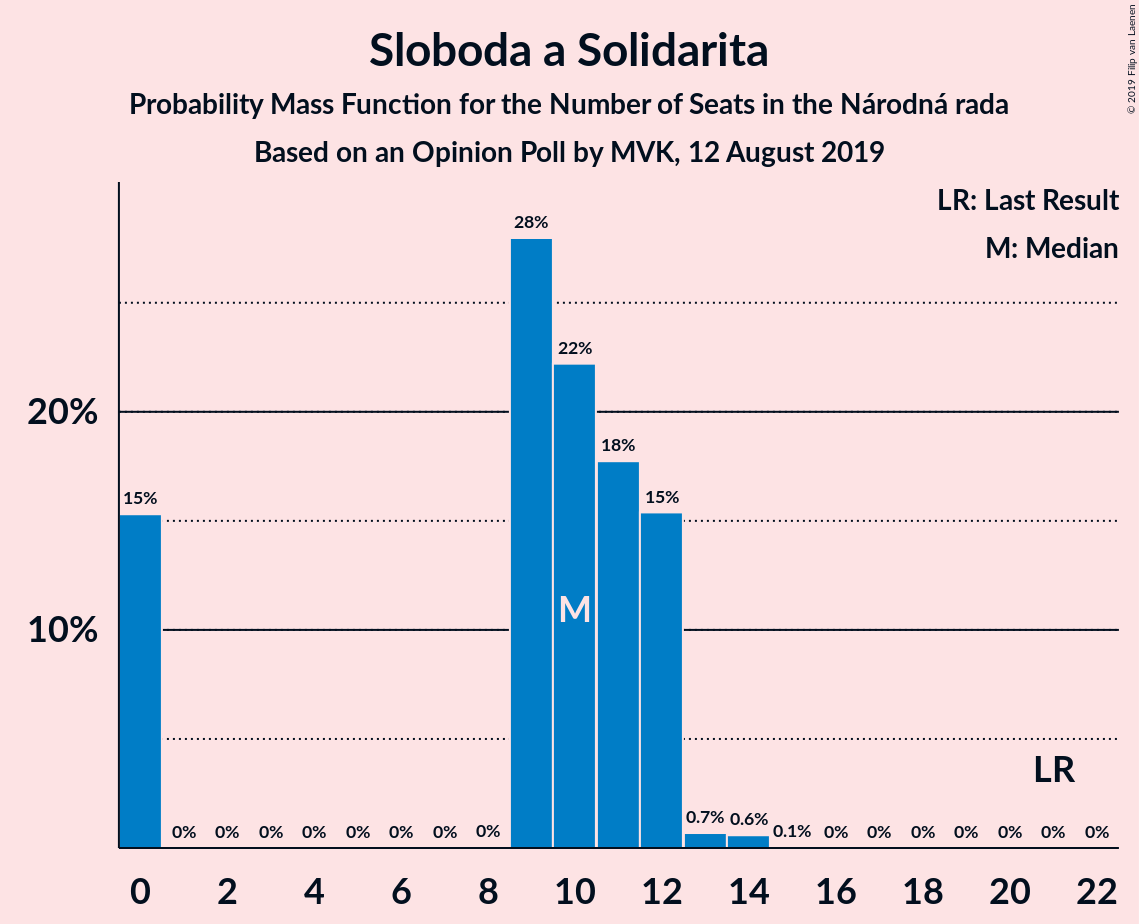 Sloboda a Solidarita
Probability Mass Function for the Number of Seats in the Národná rada
Based on an Opinion Poll by MVK, 12 August 2019
© 2019 Filip van Laenen
LR: Last Result
M: Median
20%
10%
15%
0%
0%
0%
0%
0%
0%
0%
0%
28%
22%
18%
15%
0.7%
0.6%
0.1%
0%
0%
0%
0%
0%
0%
0%
M
LR
0 2 4 6 8 10 12 14 16 18 20 22